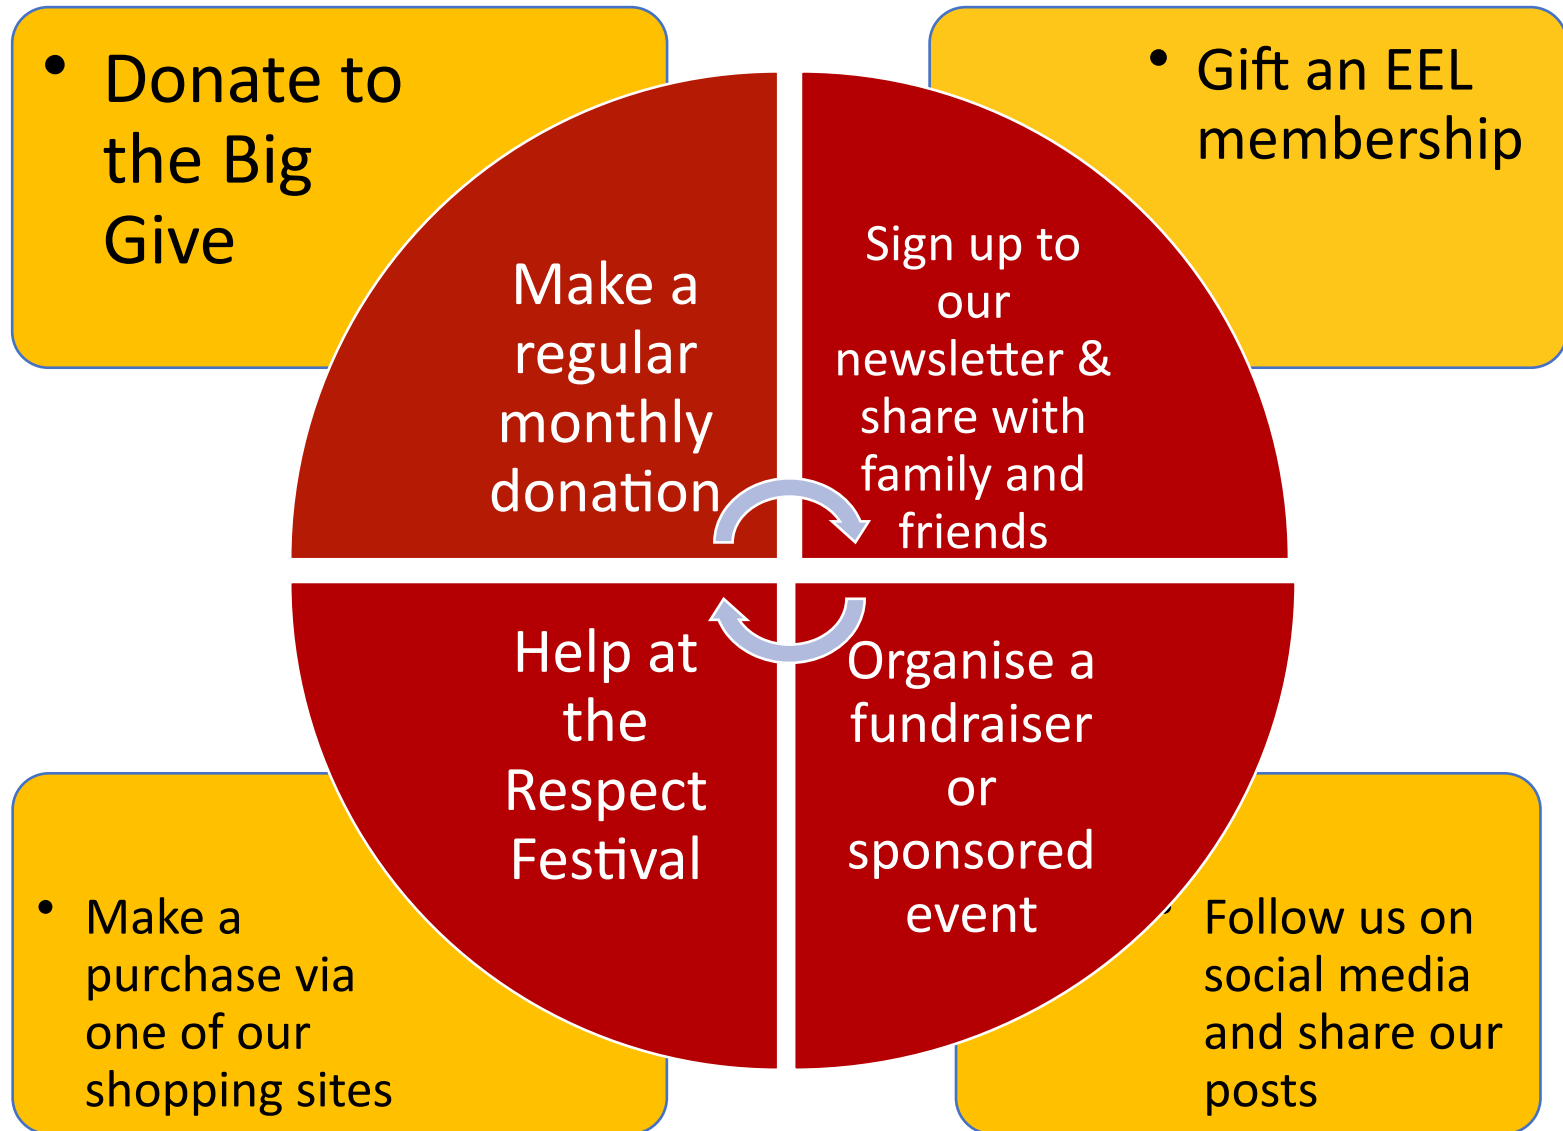 • Donate to
the Big
Give
• Gift an EEL
membership
Make a
regular
monthly
donation
Sign up to
our
newsletter &
share with
family and
friends
Help at
the
Respect
Festival
Organise a
fundraiser
or
sponsored
event
• Make a
purchase via
one of our
shopping sites
• Follow us on
social media
and share our
posts